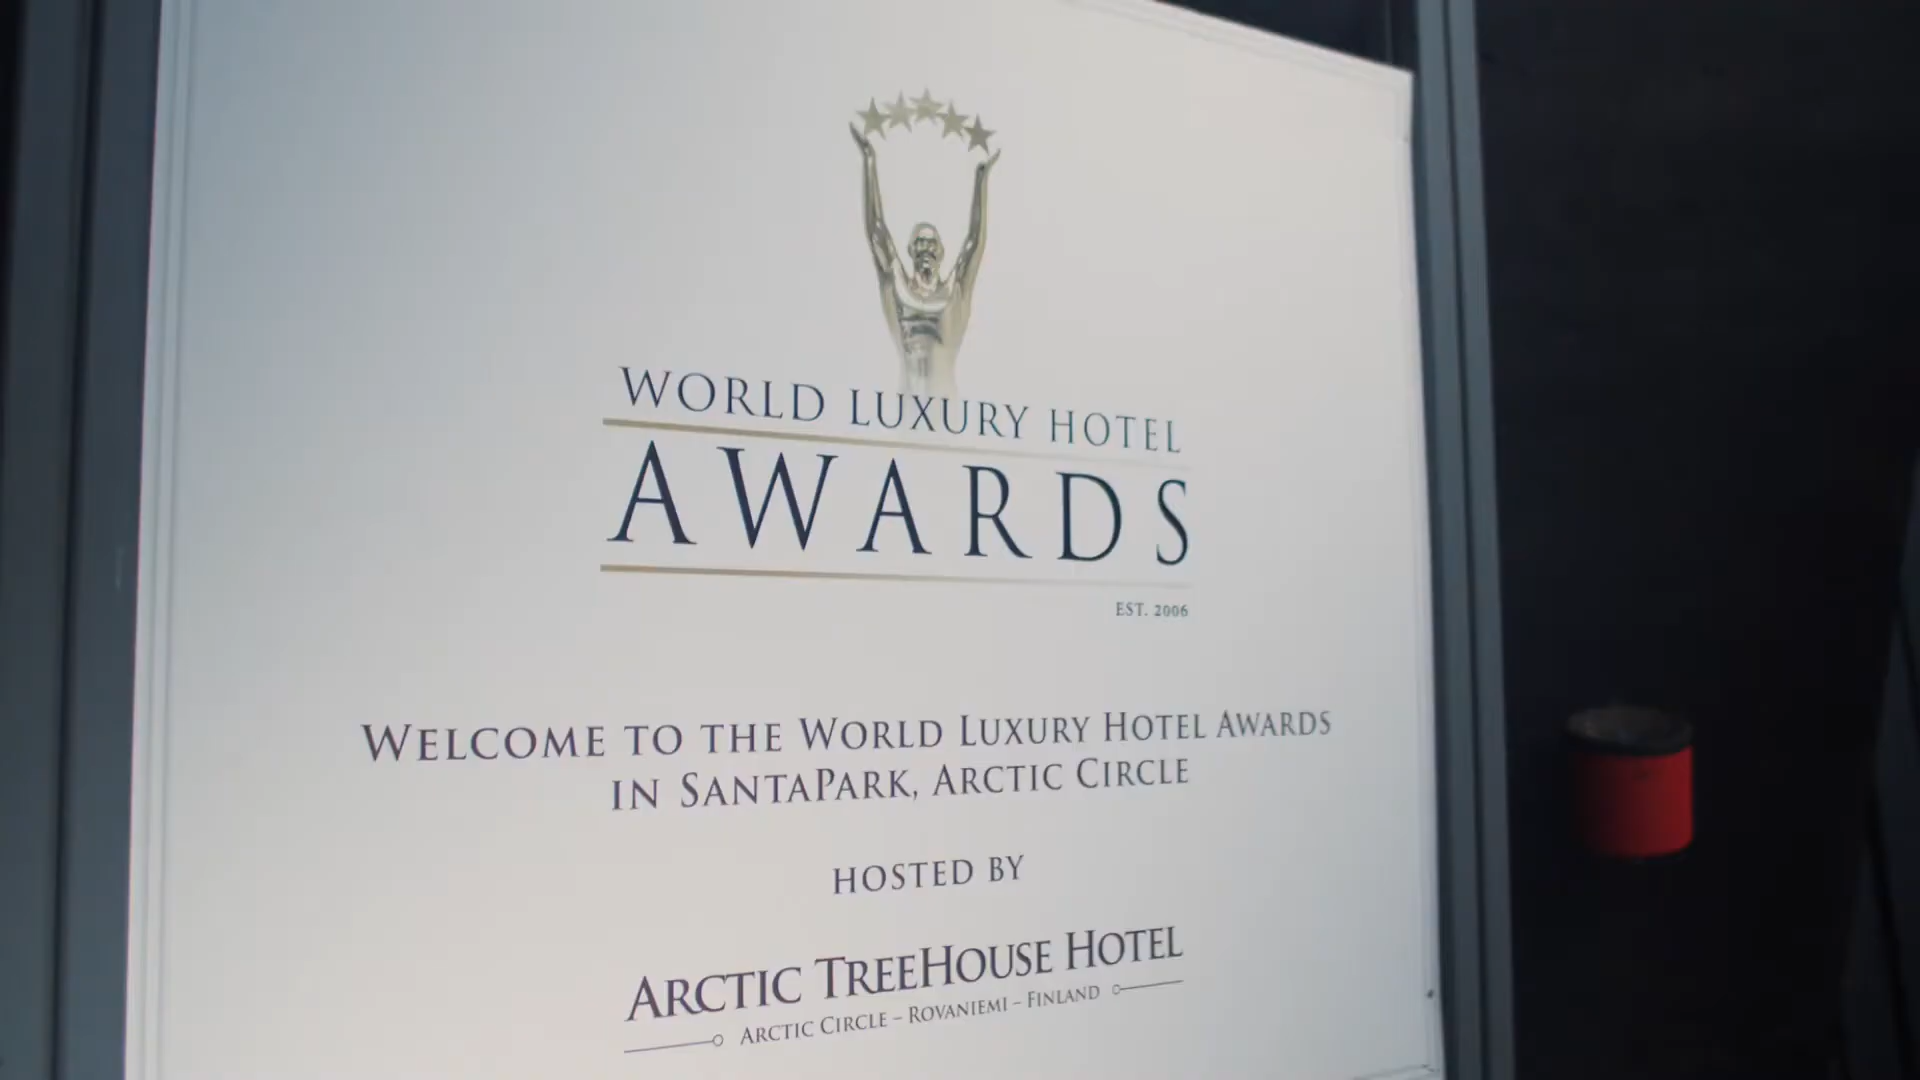 WORLD LUXURY HOTEL
AWARDS
EST. 2006
WELCOME TO THE WORLD LUXURY HOTEL AWARDS
IN SANTAPARK, ARCTIC CIRCLE
HOSTED BY
ARCTIC TREEHOUSE HOTEL
ARCTIC CIRCLE – ROVANIEMI – FINLAND